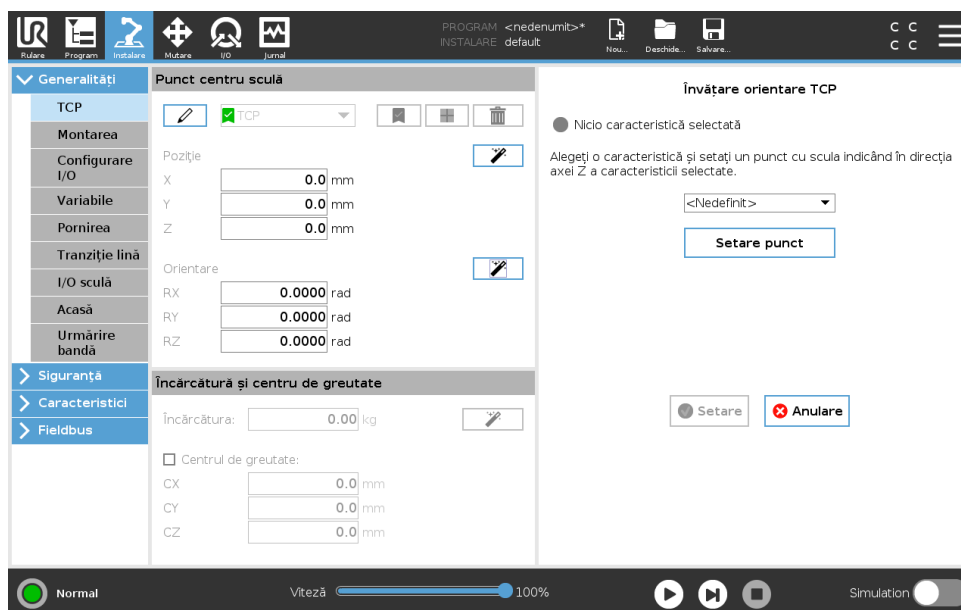 Rulare
Program
Instalare
Mutare
I/O
Jurnal
PROGRAM <nedenumit>*
INSTALARE default
Nou...
Deschide...
Salvare...
C C
C C
Generalități
TCP
Montarea
Configurare
I/O
Variabile
Pornirea
Tranziție lină
I/O sculă
Acasă
Urmărire
bandă
Siguranță
Caracteristici
Fieldbus
Punct centru sculă
TCP
Poziție
X 0.0 mm
Y 0.0 mm
Z 0.0 mm
Orientare
RX 0.0000 rad
RY 0.0000 rad
RZ 0.0000 rad
Încărcătură și centru de greutate
Încărcătura: 0.00 kg
Centrul de greutate:
CX 0.0 mm
CY 0.0 mm
CZ 0.0 mm
Învățare orientare TCP
Nicio caracteristică selectată
Alegeți o caracteristică și setați un punct cu scula indicând în direcția
axei Z a caracteristicii selectate.
<Nedefinit>
Setare punct
Setare
Anulare
Normal
Viteză
100%
Simulation